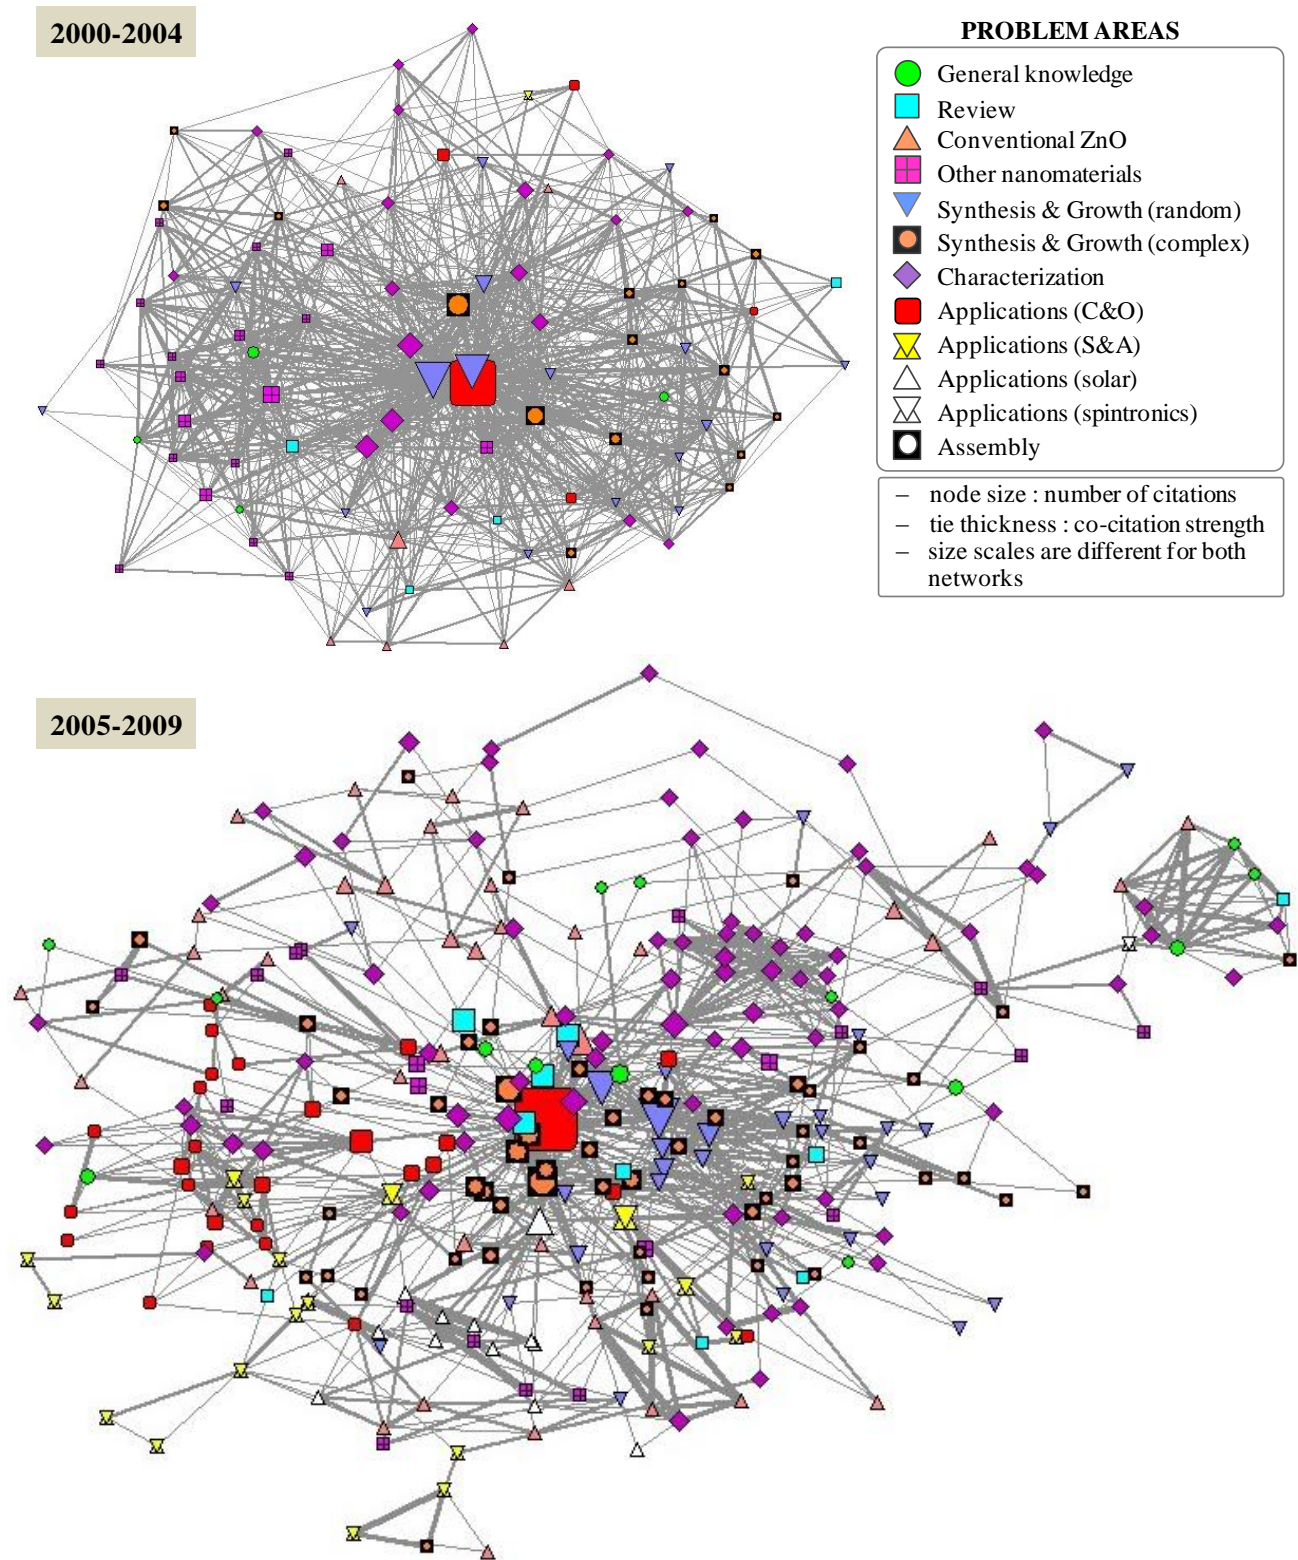 2000-2004
PROBLEM AREAS
General knowledge
Review
Conventional ZnO
Other nanomaterials
Synthesis & Growth (random)
Synthesis & Growth (complex)
Characterization
Applications (C&O)
Applications (S&A)
Applications (solar)
Applications (spintronics)
Assembly
– node size : number of citations
– tie thickness : co-citation strength
– size scales are different for both
networks
2005-2009